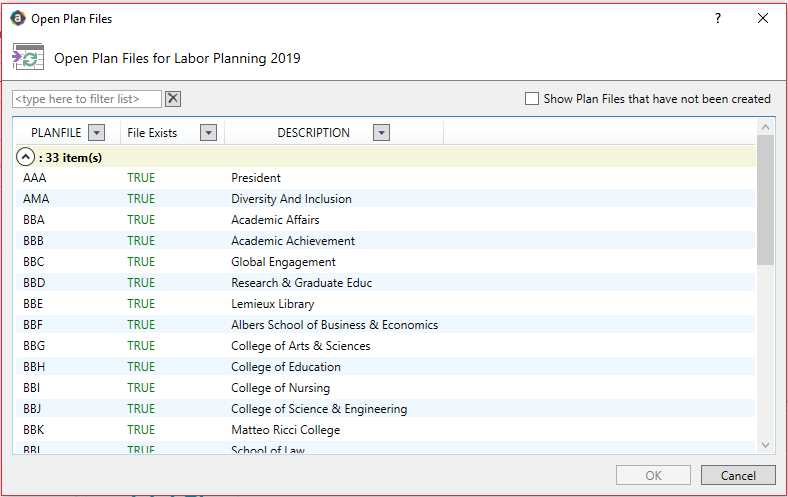 Open Plan Files
?
Open Plan Files for Labor Planning 2019
<type here to filter list>
Show Plan Files that have not been created
PLANFILE File Exists DESCRIPTION
: 33 item(s)
AAA TRUE President
AMA TRUE Diversity And Inclusion
BBA TRUE Academic Affairs
BBB TRUE Academic Achievement
BBC TRUE Global Engagement
BBD TRUE Research & Graduate Educ
BBE TRUE Lemieux Library
BBF TRUE Albers School of Business & Economics
BBG TRUE College of Arts & Sciences
BBH TRUE College of Education
BBI TRUE College of Nursing
BBJ TRUE College of Science & Engineering
BBK TRUE Matteo Ricci College
TRUE School of Law
OK Cancel